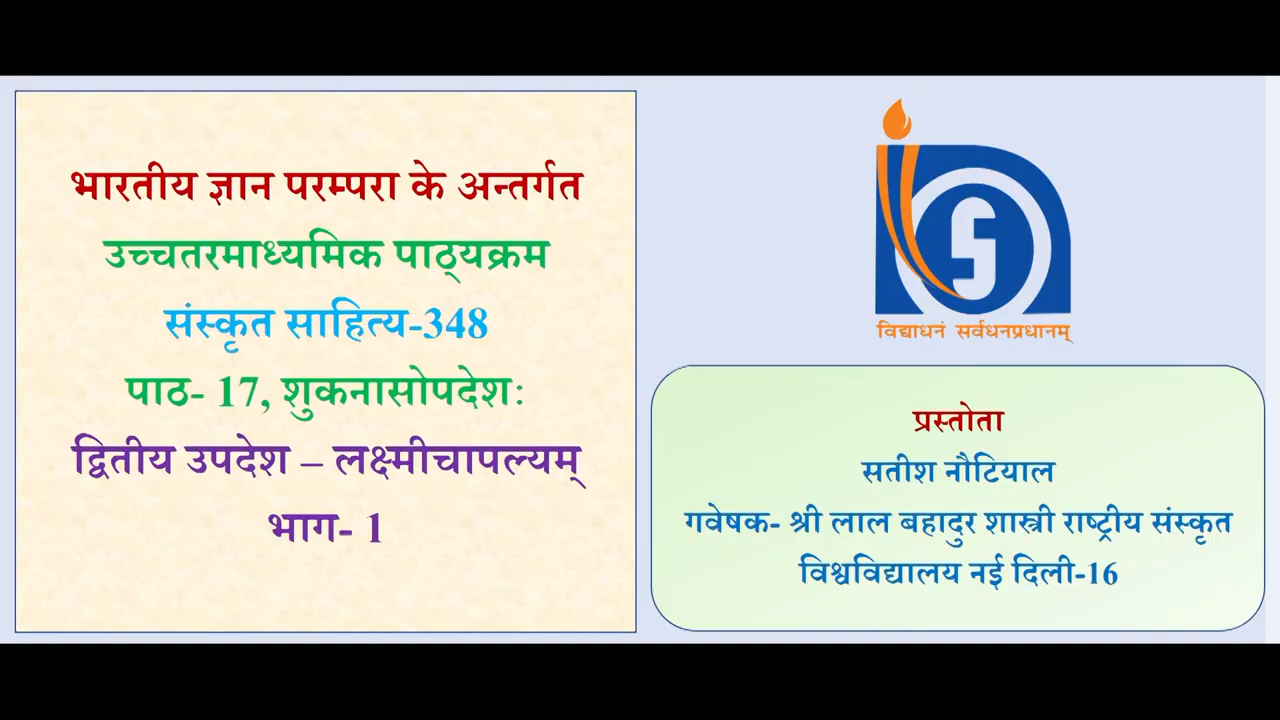 भारतीय ज्ञान परम्परा के अन्तर्गत
उच्चतरमाध्यमिक पाठ्यक्रम
संस्कृत साहित्य-348
पाठ- 17, शुकनासोपदेशः
द्वितीय उपदेश – लक्ष्मीचापल्यम्
भाग- 1
विद्याधनं सर्वधनप्रधानम्
प्रस्तोता
सतीश नौटियाल
गवेषक- श्री लाल बहादुर शास्त्री राष्ट्रीय संस्कृत
विश्वविद्यालय नई दिली-16